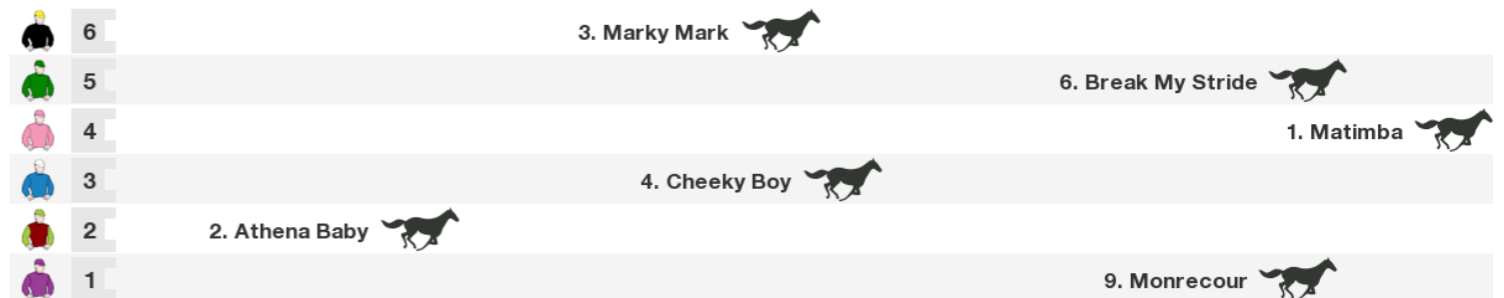 6 3. Marky Mark
5 6. Break My Stride
4 1. Matimba
3 4. Cheeky Boy
2 2. Athena Baby
1 9. Monrecour